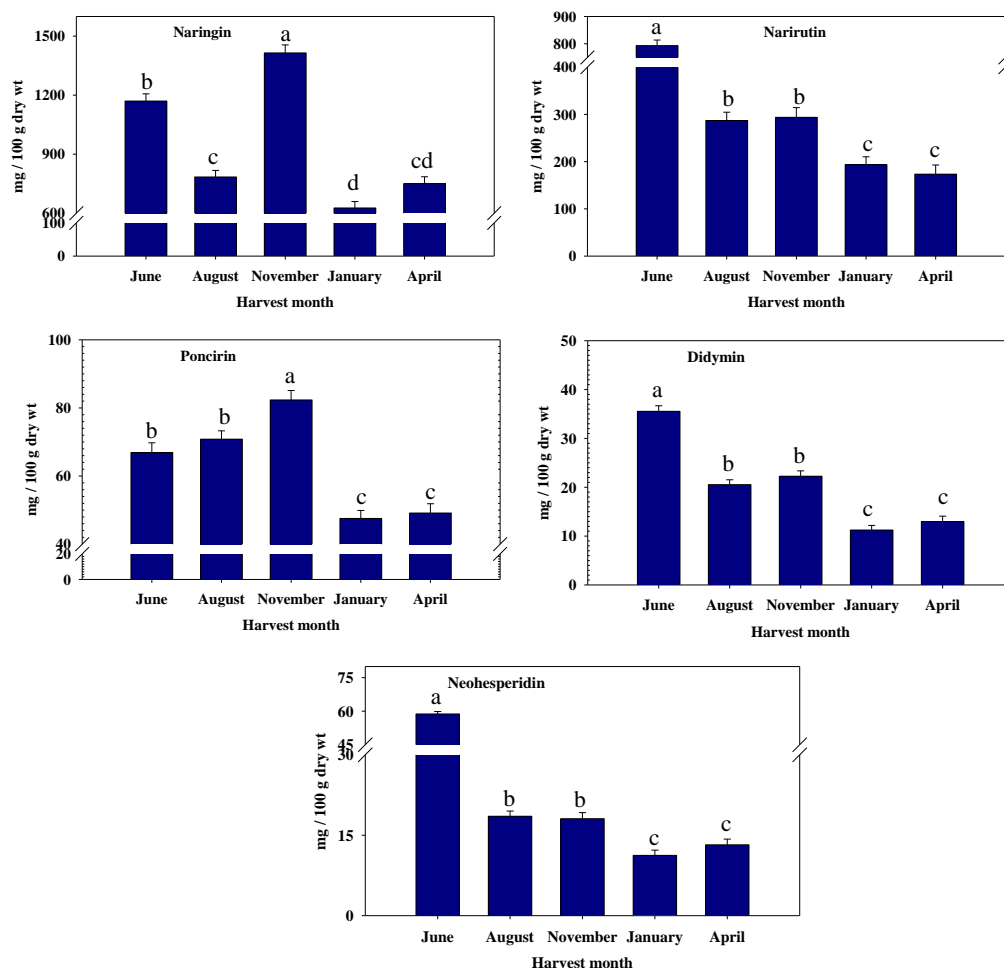 Naringin
mg / 100 g dry wt
1500
1200
900
600
100
0
b
c
a
d
cd
June August November January April
Harvest month
Narirutin
mg / 100 g dry wt
900
800
400
300
200
100
0
a
b
b
c
c
June August November January April
Harvest month
Poncirin
mg / 100 g dry wt
100
80
60
40
20
0
b
b
a
c
c
June August November January April
Harvest month
Didymin
mg / 100 g dry wt
50
40
30
20
10
0
a
b
b
c
c
June August November January April
Harvest month
Neohesperidin
mg / 100 g dry wt
75
60
45
30
15
0
a
b
b
c
c
June August November January April
Harvest month